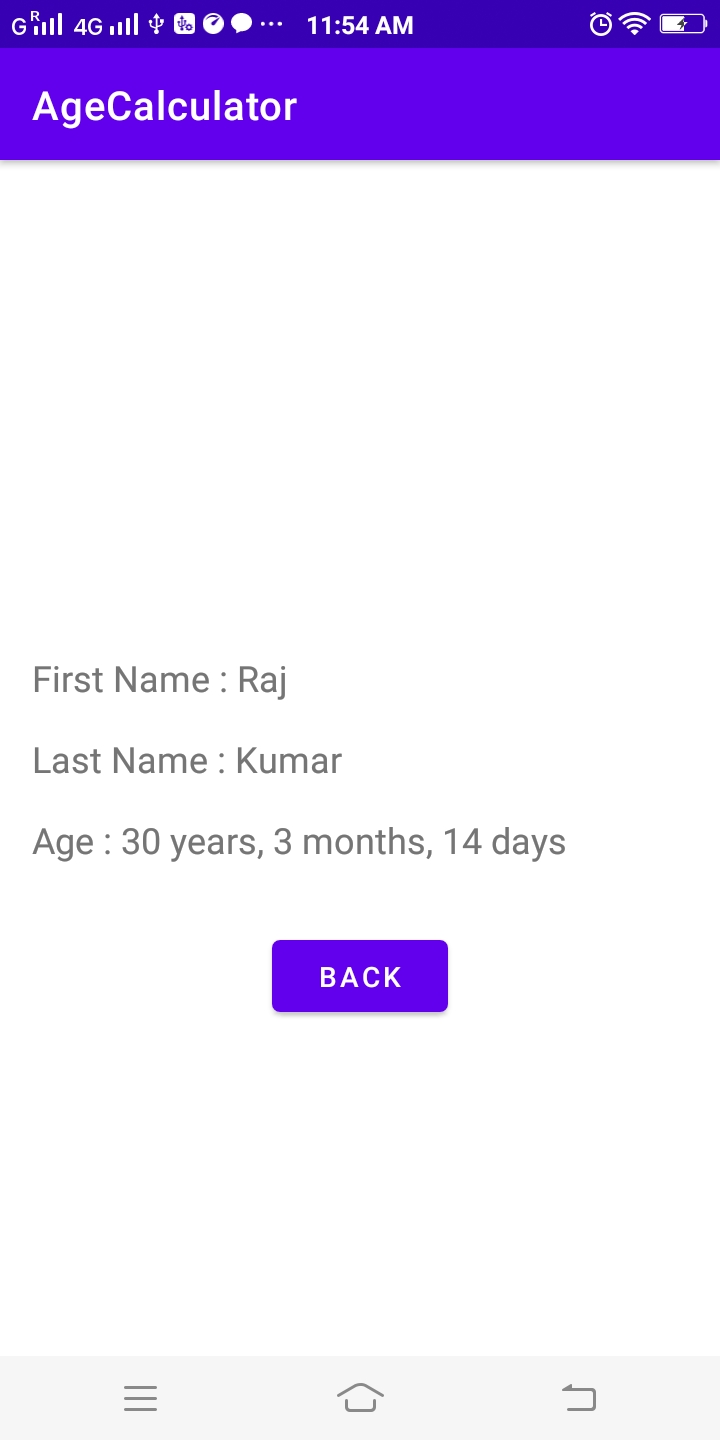 G R 4G 11:54 AM
AgeCalculator
First Name : Raj
Last Name : Kumar
Age : 30 years, 3 months, 14 days
BACK